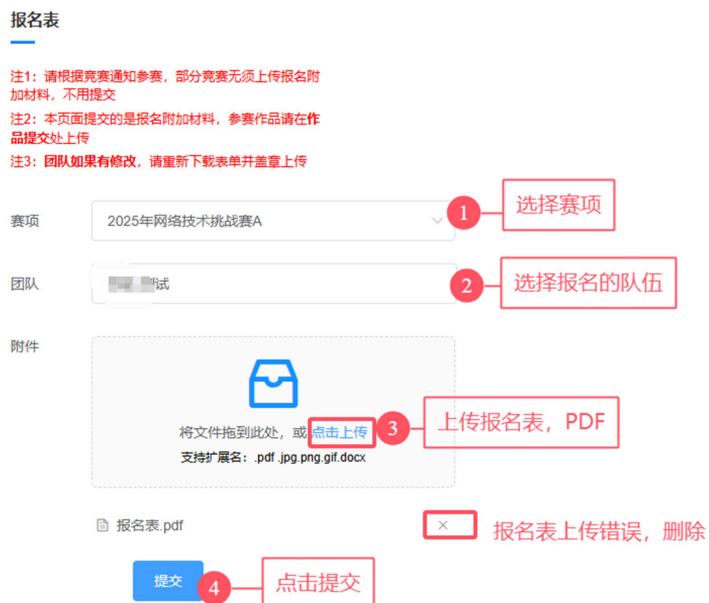 报名表
注1：请根据竞赛通知参赛，部分竞赛无须上传报名附
加材料，不用提交
注2：本页面提交的是报名附加材料，参赛作品请在作
品提交处上传
注3：团队如果有修改，请重新下载表单并盖章上传
赛项
2025年网络技术挑战赛A
1
选择赛项
团队
试
2
选择报名的队伍
附件
将文件拖到此处，或点击上传
3
上传报名表，PDF
支持扩展名：.pdf .jpg.png.gif.docx
报名表.pdf
×
报名表上传错误，删除
提交
4
点击提交